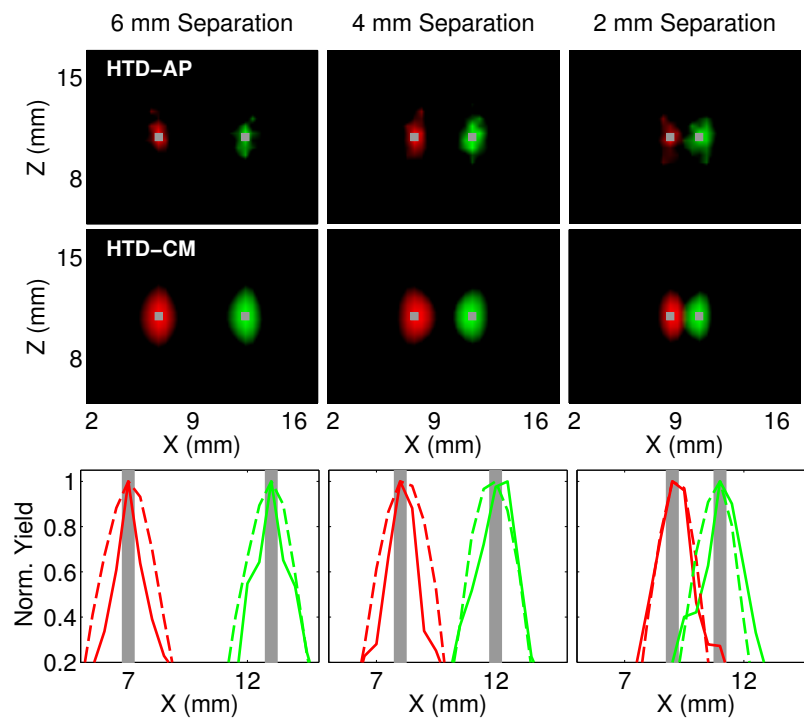 6 mm Separation 4 mm Separation 2 mm Separation
HTD–AP
15
Z (mm)
8
HTD–CM
15
Z (mm)
8
2 9 16 2 9 16 2 9 16
X (mm) X (mm) X (mm)
1
0.8
0.6
0.4
0.2
Norm. Yield
7 12 7 12 7 12
X (mm) X (mm) X (mm)